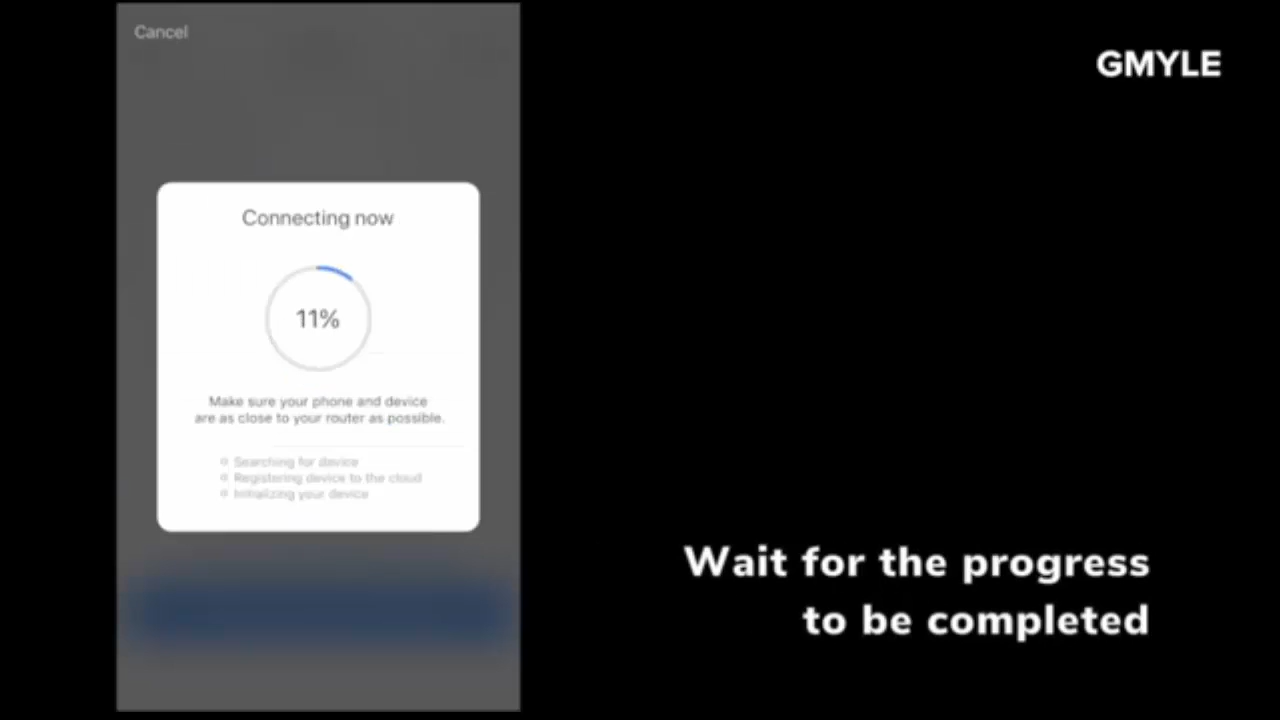 Cancel
GMYLE
Connecting now
11%
Make sure your phone and device
are as close to your router as possible.
Searching for device
Registering device to the cloud
Initializing your device
Wait for the progress
to be completed